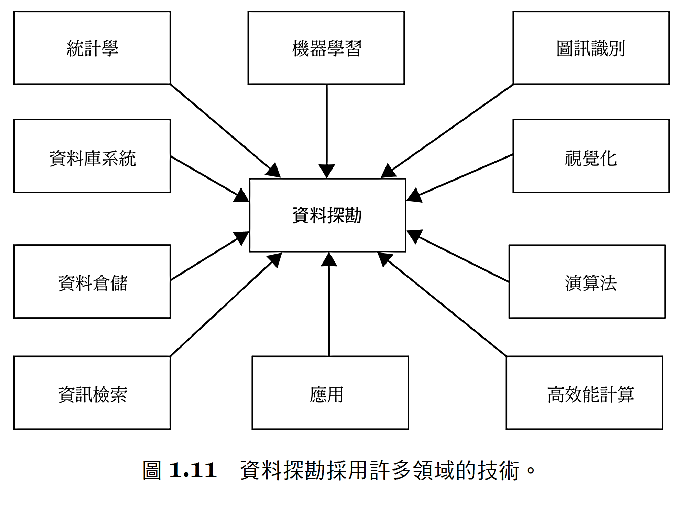 統計學
機器學習
圖訊識別
資料庫系統
視覺化
資料探勘
資料倉儲
演算法
資訊檢索
應用
高效能計算
圖 1.11 資料探勘採用許多領域的技術。